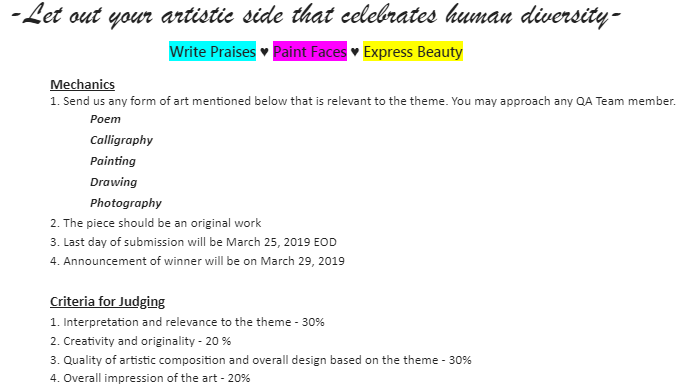 -Let out your artistic side that celebrates human diversity-
Write Praises ♥ Paint Faces ♥ Express Beauty
Mechanics
1. Send us any form of art mentioned below that is relevant to the theme. You may approach any QA Team member.
Poem
Calligraphy
Painting
Drawing
Photography
2. The piece should be an original work
3. Last day of submission will be March 25, 2019 EOD
4. Announcement of winner will be on March 29, 2019
Criteria for Judging
1. Interpretation and relevance to the theme - 30%
2. Creativity and originality - 20 %
3. Quality of artistic composition and overall design based on the theme - 30%
4. Overall impression of the art - 20%